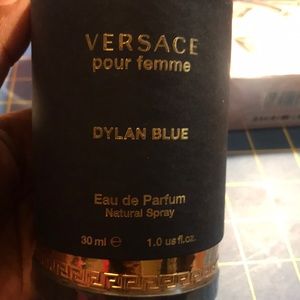 VERSACE
pour femme
DYLAN BLUE
Eau de Parfum
Natural Spray
30 ml ℮ 1.0 us fl.oz.